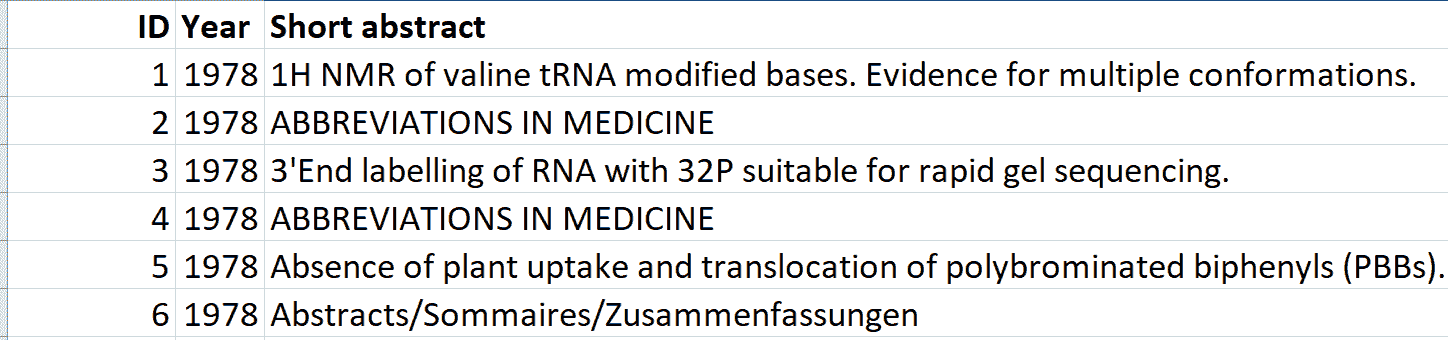 ID Year Short abstract
1 1978 1H NMR of valine tRNA modified bases. Evidence for multiple conformations.
2 1978 ABBREVIATIONS IN MEDICINE
3 1978 3'End labelling of RNA with 32P suitable for rapid gel sequencing.
4 1978 ABBREVIATIONS IN MEDICINE
5 1978 Absence of plant uptake and translocation of polybrominated biphenyls (PBBs).
6 1978 Abstracts/Sommaires/Zusammenfassungen